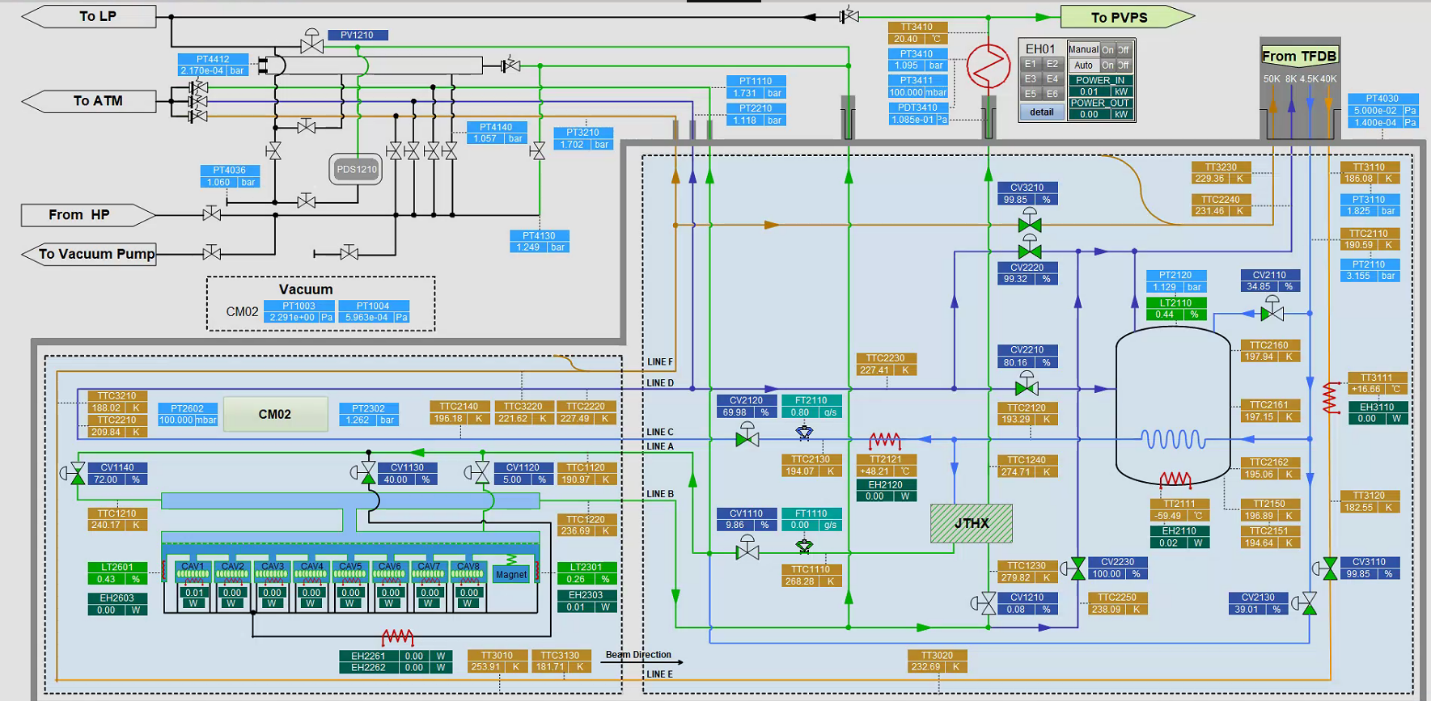 To LP
To PVPS
PV1210
TT3410
20.40 °C
EH01
Manual On Off
Auto On Off
E1 E2
E3 E4
E5 E6
POWER_IN
0.01 kW
POWER_OUT
0.00 kW
detail
From TFDB
50K 8K 4.5K 40K
PT4412
2.170e-04 bar
PT3410
1.095 bar
PT3411
100.000 mbar
PDT3410
1.085e-01 Pa
To ATM
PT1110
1.731 bar
PT2210
1.118 bar
PT4030
5.000e-02 Pa
1.400e-04 Pa
PT4140
1.057 bar
PT3210
1.702 bar
PT4036
1.060 bar
PDS1210
From HP
PT4130
1.249 bar
To Vacuum Pump
Vacuum
CM02
PT1003
2.291e+00 Pa
PT1004
5.963e-04 Pa
CV3210
99.85 %
CV2220
99.32 %
TT3230
229.36 K
TTC2240
231.46 K
TT3110
186.08 K
PT3110
1.825 bar
TTC2110
190.59 K
PT2110
3.155 bar
PT2120
1.129 bar
LT2110
0.44 %
CV2110
34.85 %
LINE F
LINE D
LINE C
LINE A
LINE B
LINE E
TTC2230
227.41 K
CV2210
80.16 %
TTC2160
197.94 K
TT3111
+16.66 °C
EH3110
0.00 W
TTC3210
188.02 K
TTC2210
209.84 K
PT2602
100.000 mbar
CM02
PT2302
1.262 bar
TTC2140
196.18 K
TTC3220
221.62 K
TTC2220
227.49 K
CV2120
69.98 %
FT2110
0.80 g/s
TTC2120
193.29 K
TTC2161
197.15 K
CV1140
72.00 %
CV1130
40.00 %
CV1120
5.00 %
TTC1120
190.97 K
TTC2130
194.07 K
TT2121
+48.21 °C
EH2120
0.00 W
TTC1240
274.71 K
TTC2162
195.06 K
TTC1210
240.17 K
TTC1220
236.69 K
CV1110
9.86 %
FT1110
0.00 g/s
JTHX
TT2111
-59.49 °C
EH2110
0.02 W
TT2150
196.89 K
TTC2151
194.64 K
TT3120
182.55 K
LT2601
0.43 %
EH2603
0.00 W
CAV1 CAV2 CAV3 CAV4 CAV5 CAV6 CAV7 CAV8 Magnet
0.01 0.00 0.00 0.00 0.00 0.00 0.00 0.00
W W W W W W W W
LT2301
0.26 %
EH2303
0.01 W
TTC1110
268.28 K
TTC1230
279.82 K
CV1210
0.08 %
CV2230
100.00 %
TTC2250
238.09 K
CV3110
99.85 %
CV2130
39.01 %
EH2261 0.00 W
EH2262 0.00 W
TT3010
253.91 K
TTC3130
181.71 K
Beam Direction
TT3020
232.69 K